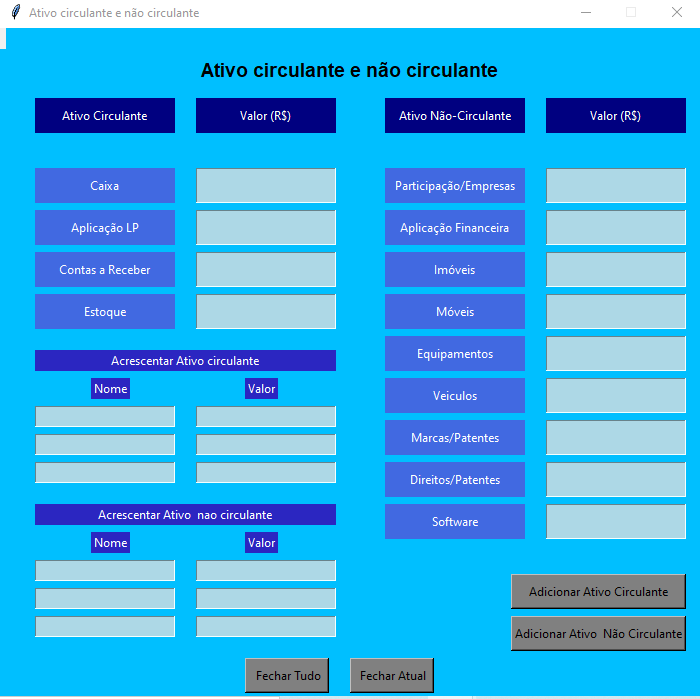 Ativo circulante e não circulante
Ativo circulante e não circulante
Ativo Circulante
Valor (R$)
Ativo Não-Circulante
Valor (R$)
Caixa
Participação/Empresas
Aplicação LP
Aplicação Financeira
Contas a Receber
Imóveis
Estoque
Móveis
Acrescentar Ativo circulante
Equipamentos
Nome
Valor
Veiculos
Marcas/Patentes
Direitos/Patentes
Acrescentar Ativo  nao circulante
Software
Nome
Valor
Adicionar Ativo Circulante
Adicionar Ativo  Não Circulante
Fechar Tudo
Fechar Atual